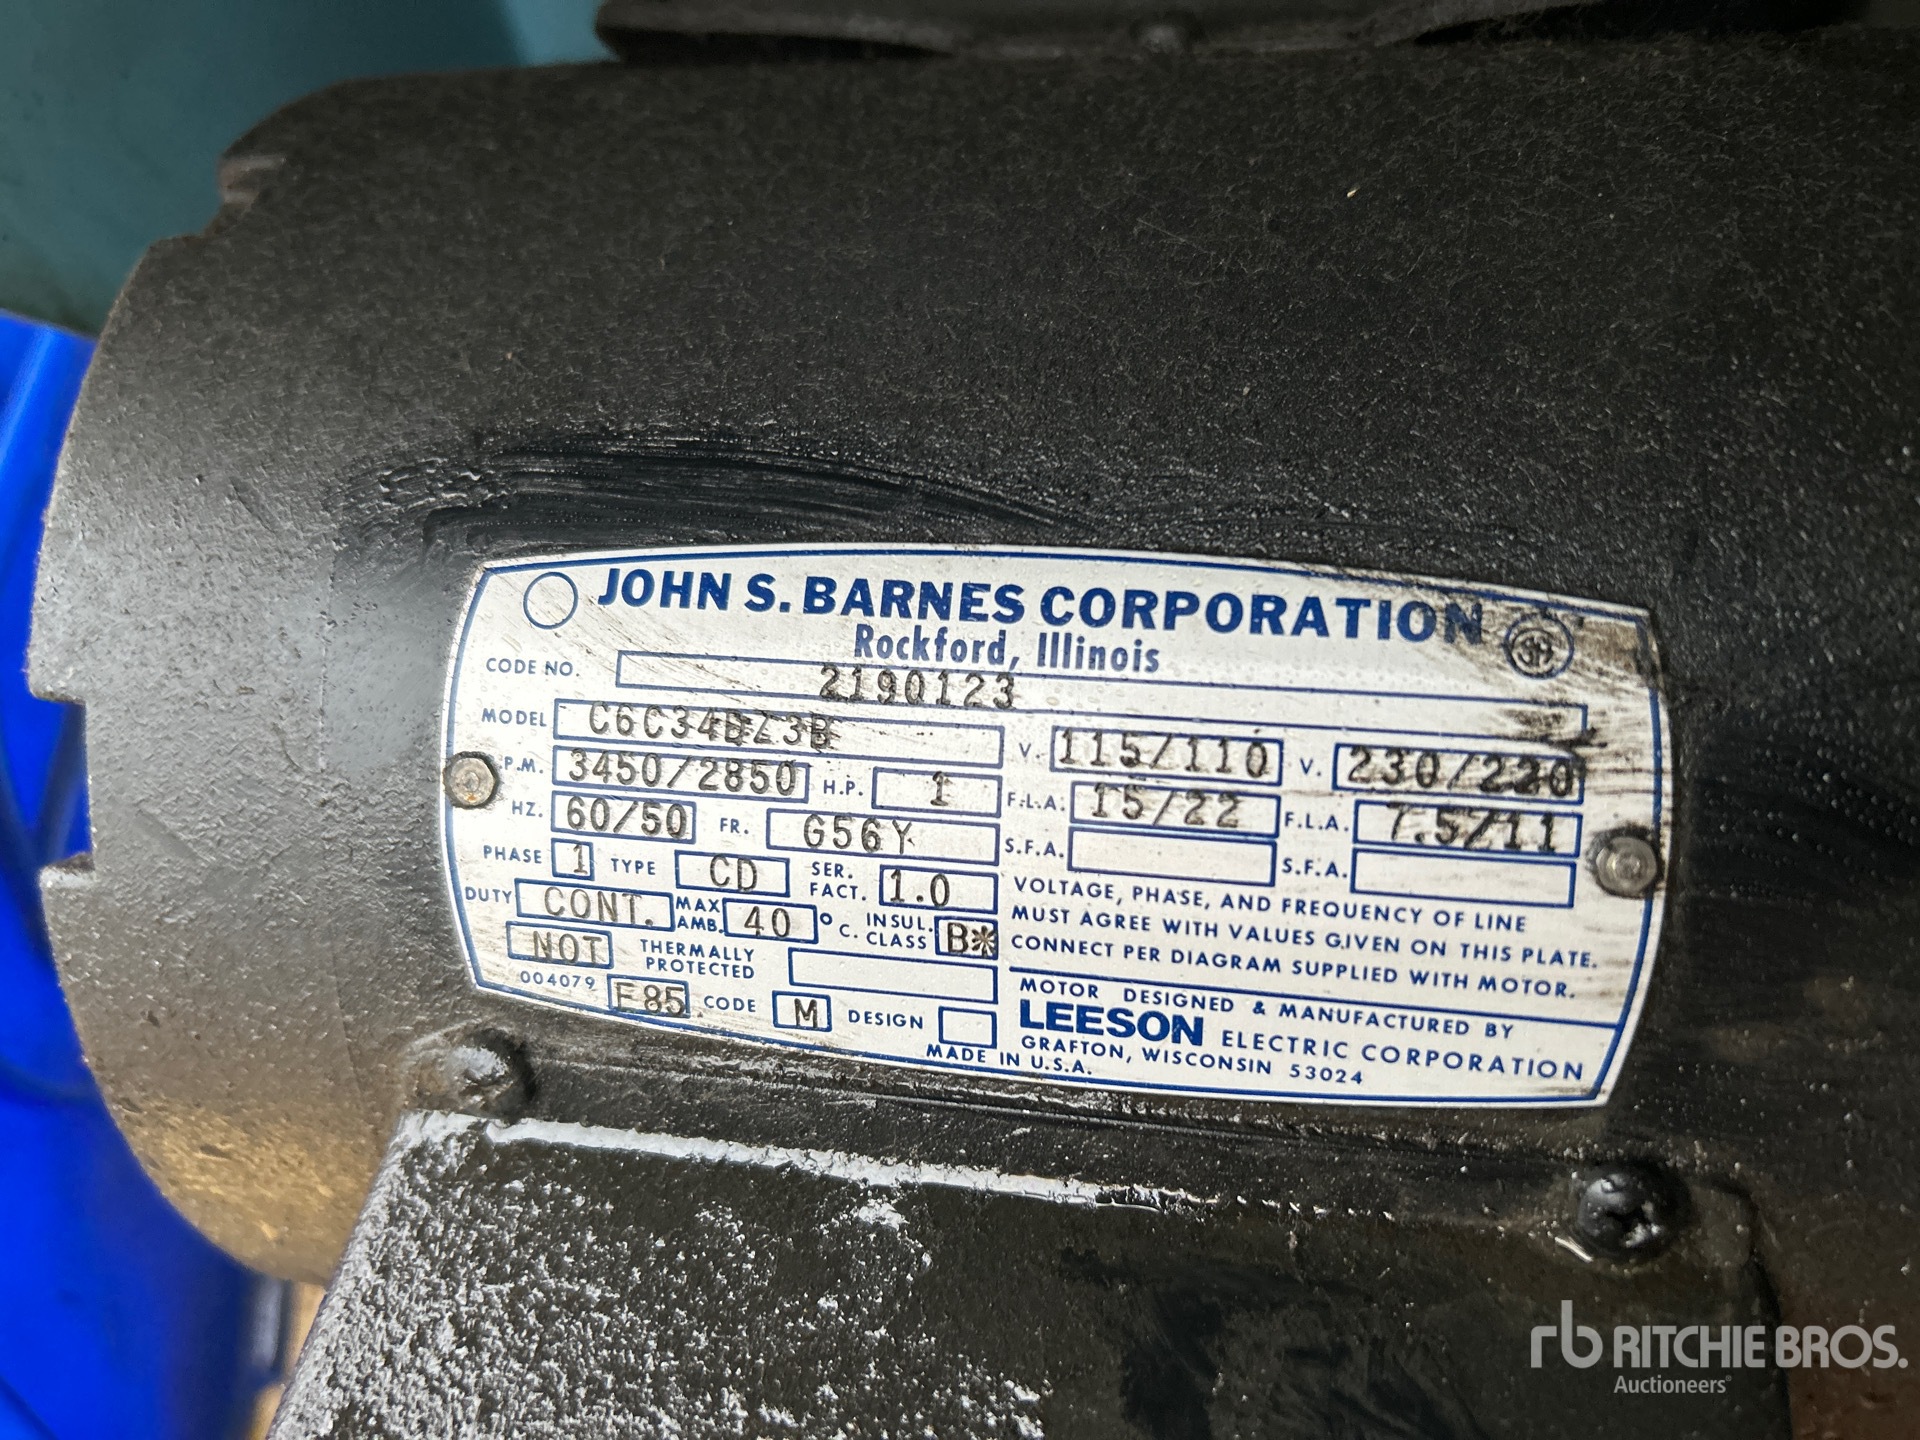 JOHN S. BARNES CORPORATION
Rockford, Illinois
CODE NO. 2190123
MODEL
V. 115/110 V. 230/220
P.M. 3450/2850 H.P. 1 F.L.A. 15/22 F.L.A. 7.5/11
HZ. 60/50 FR. G56Y S.F.A. S.F.A.
PHASE 1 TYPE CD SER. FACT. 1.0
DUTY CONT. MAX AMB. 40 °C. INSUL. CLASS B*
NOT THERMALLY PROTECTED
004079 E85 CODE M DESIGN
MADE IN U.S.A.
VOLTAGE, PHASE, AND FREQUENCY OF LINE
MUST AGREE WITH VALUES GIVEN ON THIS PLATE.
CONNECT PER DIAGRAM SUPPLIED WITH MOTOR.
MOTOR DESIGNED & MANUFACTURED BY
LEESON ELECTRIC CORPORATION
GRAFTON, WISCONSIN 53024
rb RITCHIE BROS.
Auctioneers